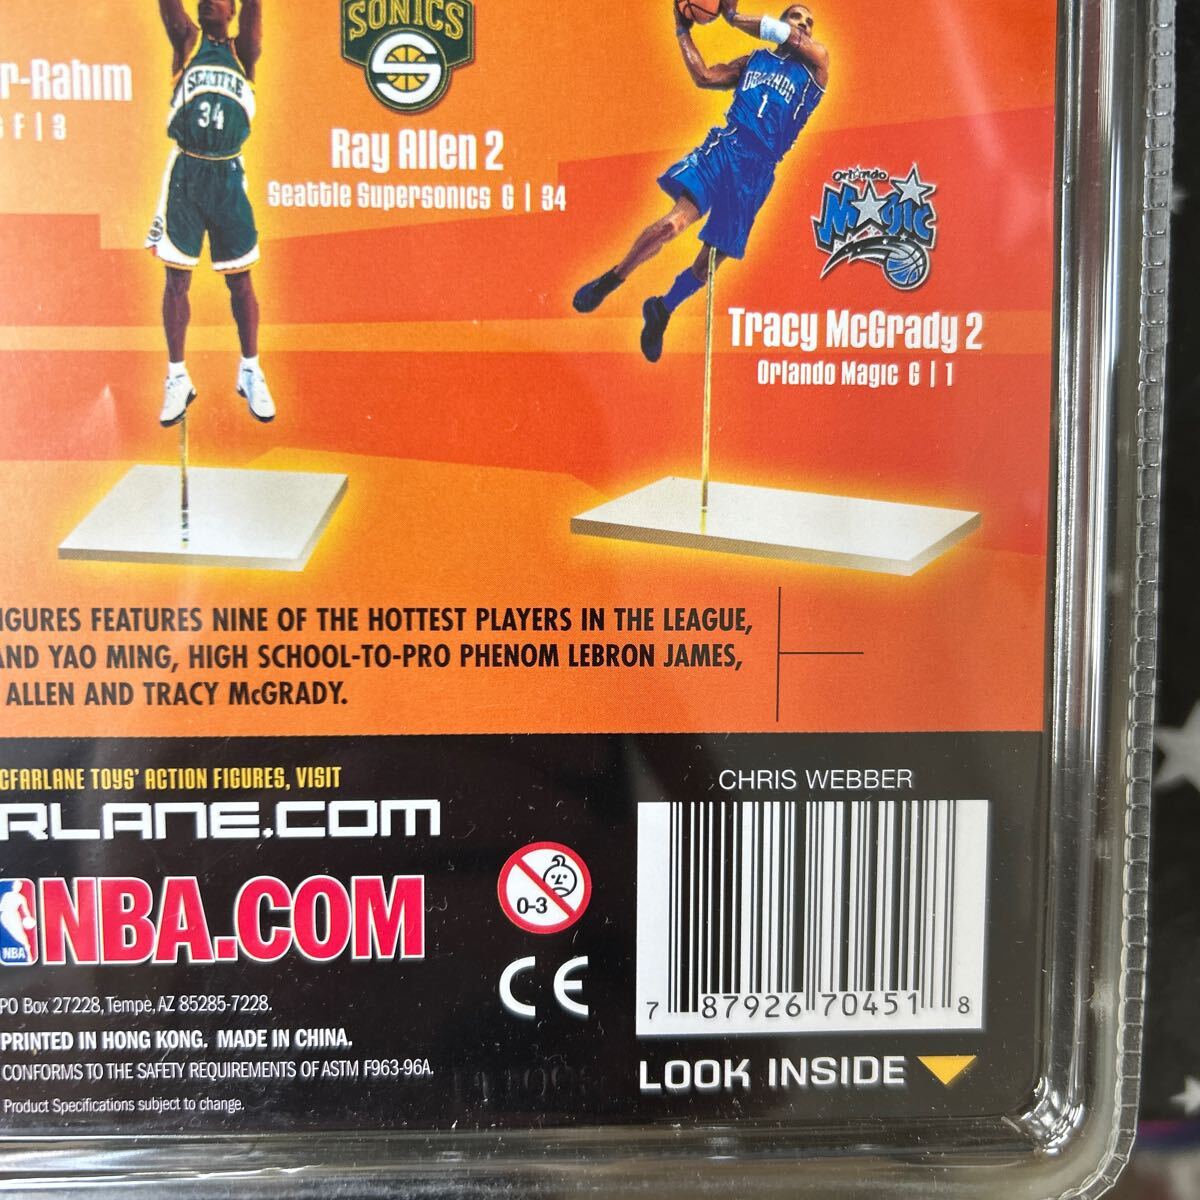 SONICS
SEATTLE
34
r-Rahim
F | 3
Ray Allen 2
Seattle Supersonics G | 34
ORLANDO
1
Orlando
Magic
Tracy McGrady 2
Orlando Magic G | 1
IGURES FEATURES NINE OF THE HOTTEST PLAYERS IN THE LEAGUE,
AND YAO MING, HIGH SCHOOL-TO-PRO PHENOM LEBRON JAMES,
ALLEN AND TRACY McGRADY.
CFARLANE TOYS' ACTION FIGURES, VISIT
RLANE.COM
NBA
NBA.COM
PO Box 27228, Tempe, AZ 85285-7228.
PRINTED IN HONG KONG. MADE IN CHINA.
CONFORMS TO THE SAFETY REQUIREMENTS OF ASTM F963-96A.
Product Specifications subject to change.
0-3
CE
CHRIS WEBBER
7 87926 70451 8
LOOK INSIDE